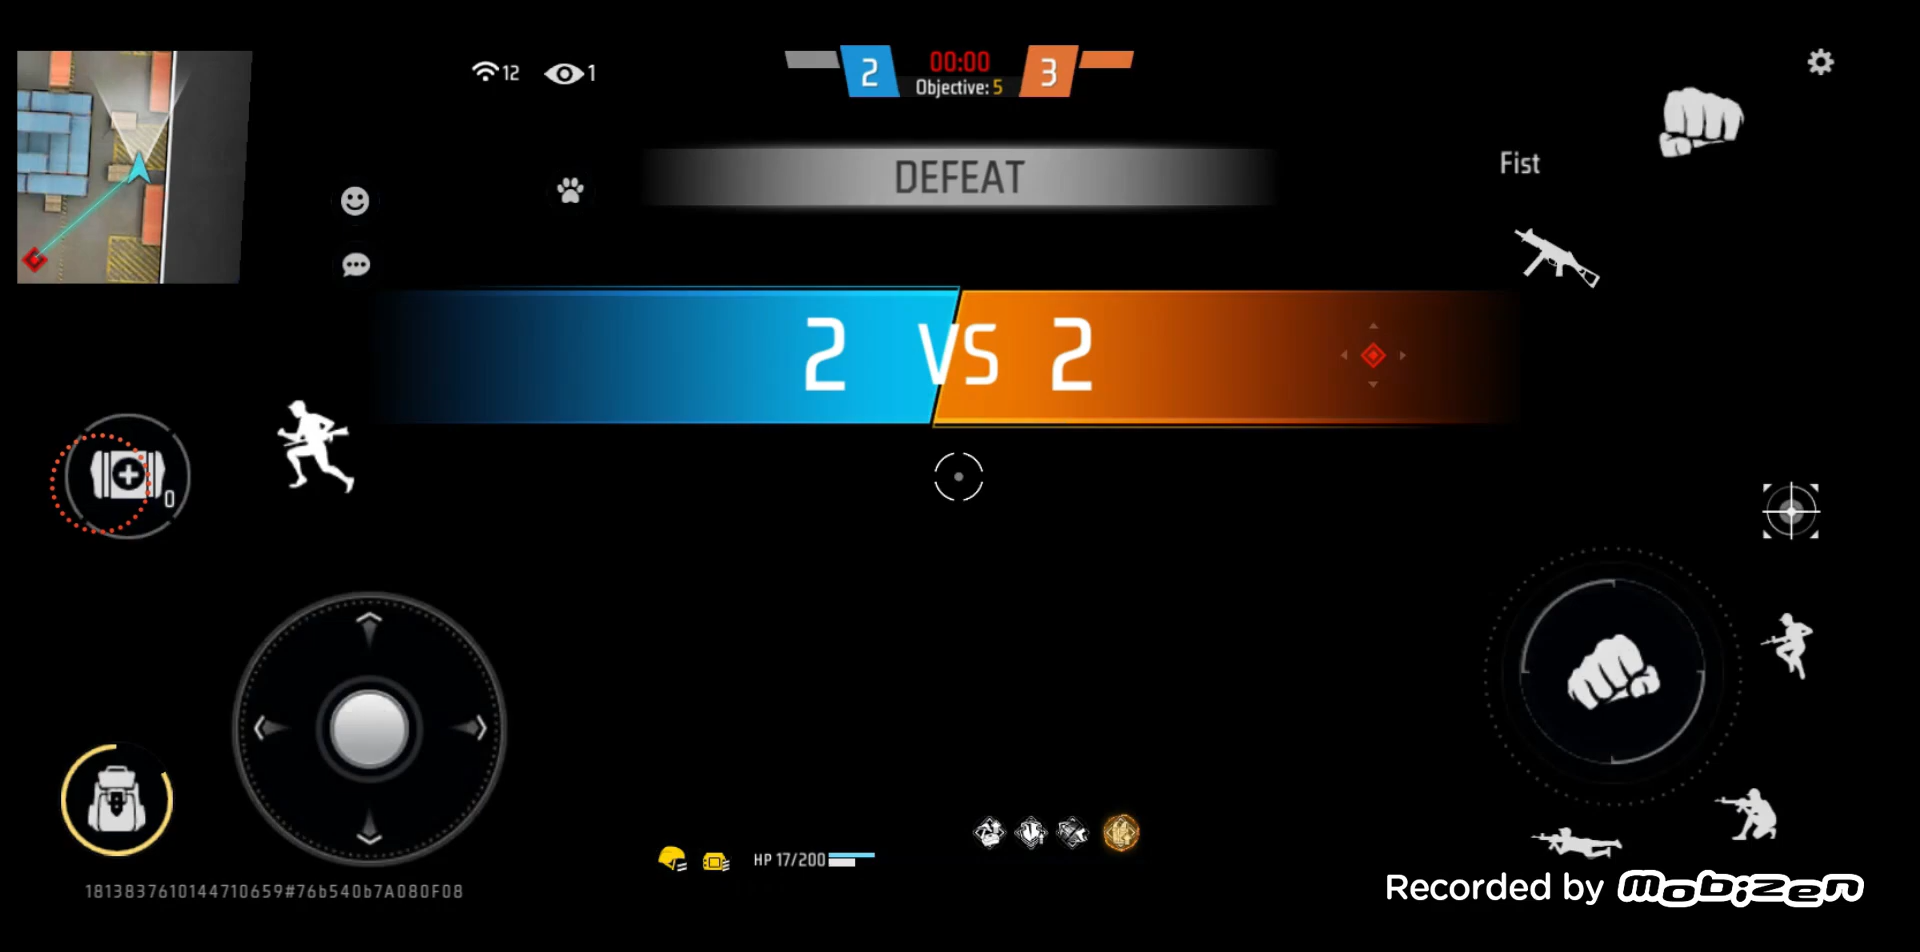 12
1
2
00:00
3
Objective: 5
DEFEAT
Fist
2 VS 2
0
HP 17/200
1813837610144710659#76b540b7A080F08
Recorded by Mobizen